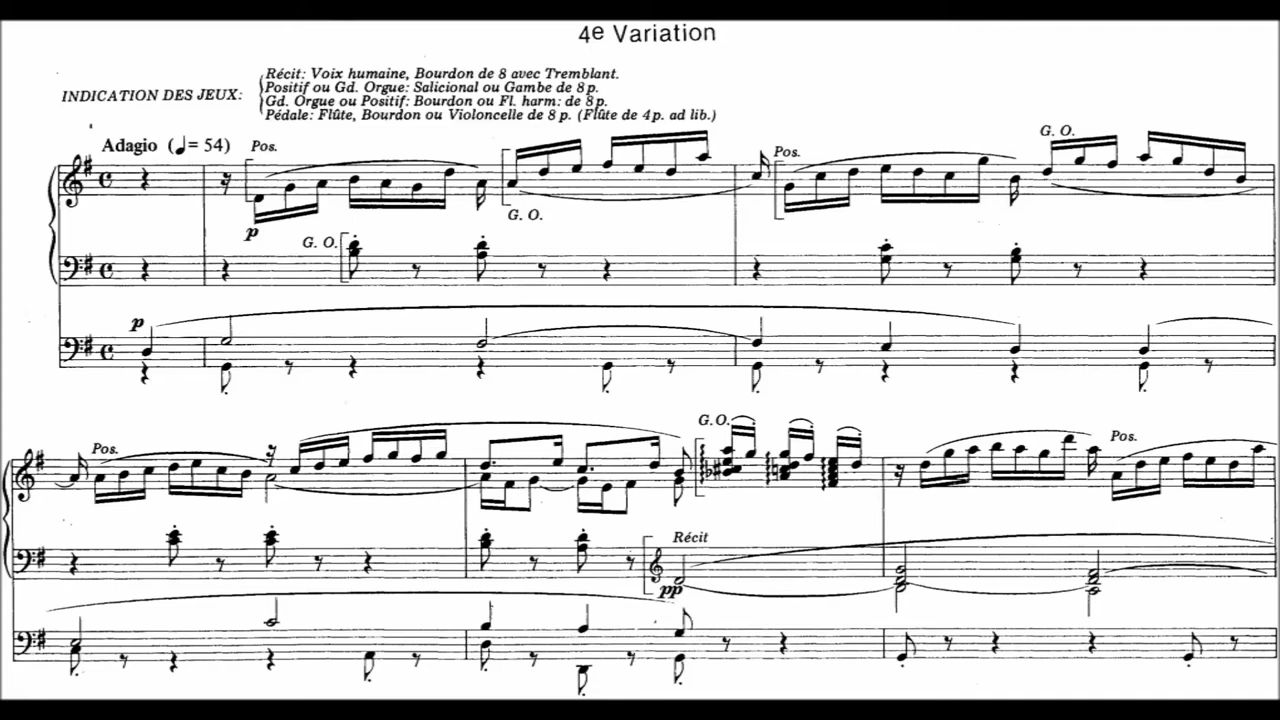 4e Variation
INDICATION DES JEUX:
Récit: Voix humaine, Bourdon de 8 avec Tremblant.
Positif ou Gd. Orgue: Salicional ou Gambe de 8 p.
Gd. Orgue ou Positif: Bourdon ou Fl. harm: de 8 p.
Pédale: Flûte, Bourdon ou Violoncelle de 8 p. (Flûte de 4 p. ad lib.)
Adagio (♩= 54)
Pos.
G. O.
Pos.
G. O.
p
G. O.
p
Pos.
G. O.
Pos.
Récit
pp